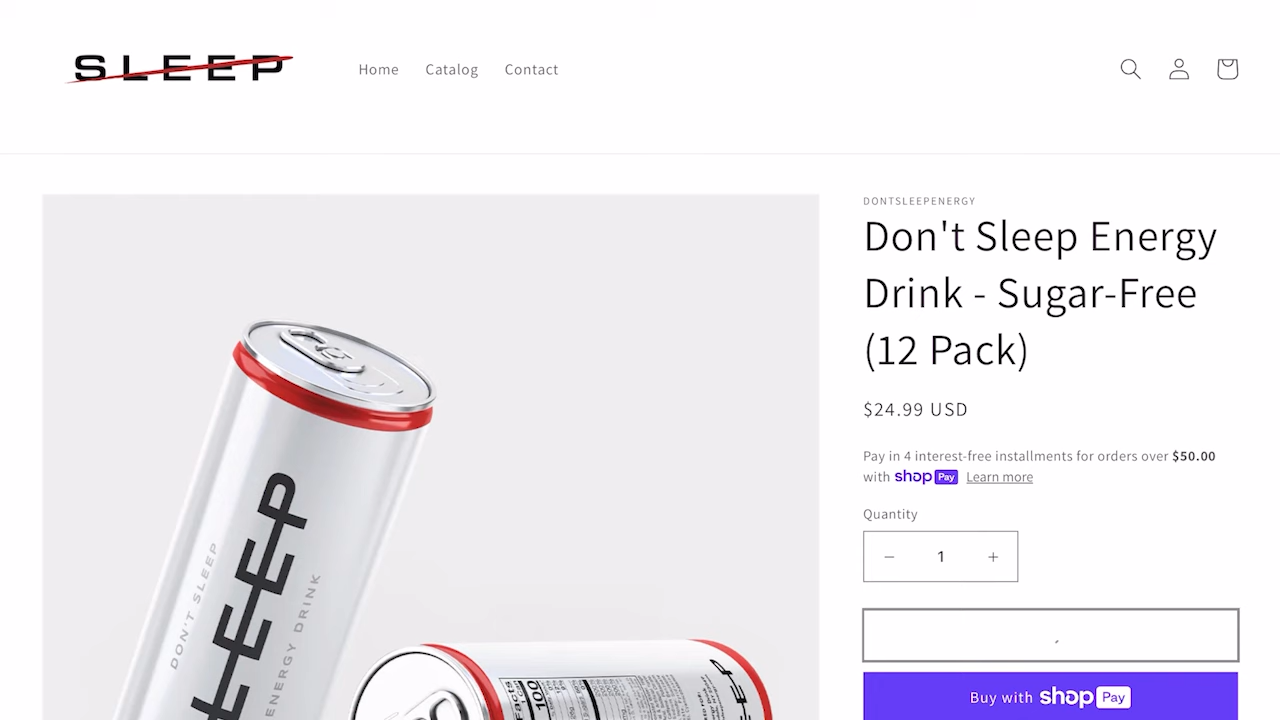 SLEEP
Home Catalog Contact
DONTSLEEPENERGY
Don't Sleep Energy
Drink - Sugar-Free
(12 Pack)
$24.99 USD
Pay in 4 interest-free installments for orders over $50.00
with shop Pay Learn more
Quantity
− 1 +
Buy with shop Pay
DON'T SLEEP
ENERGY DRINK
Facts
100